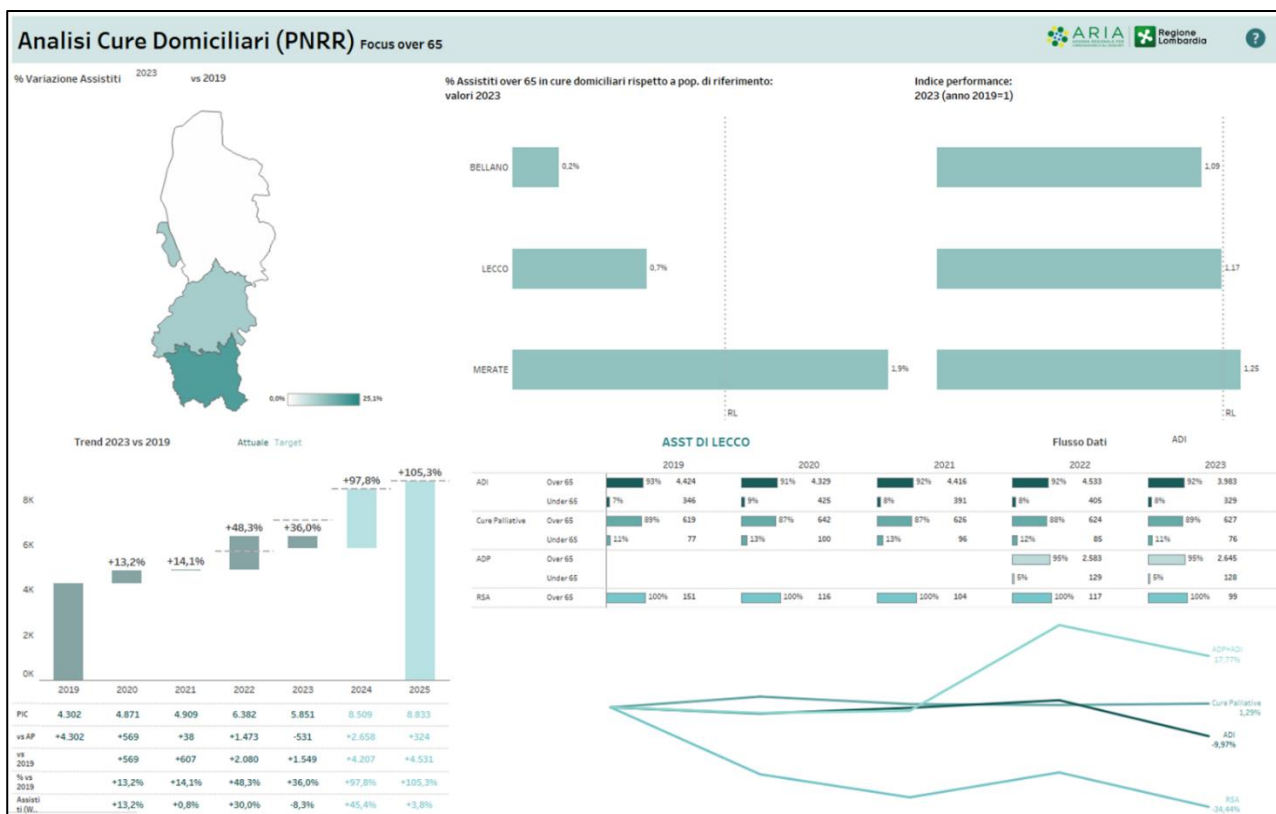 Analisi Cure Domiciliari (PNRR) Focus over 65
ARIA
Regione Lombardia
?
% Variazione Assistiti 2023 vs 2019
0,0% 25,1%
% Assistiti over 65 in cure domiciliari rispetto a pop. di riferimento:
valori 2023
BELLANO 0,2%
LECCO 0,7%
MERATE 1,9%
RL
Indice performance:
2023 (anno 2019=1)
1,09
1,17
1,25
RL
Trend 2023 vs 2019 Attuale Target
+105,3%
+97,8%
+48,3%
+36,0%
+13,2%
+14,1%
8K
6K
4K
2K
0K
2019 2020 2021 2022 2023 2024 2025
PIC 4.302 4.871 4.909 6.382 5.851 8.509 8.833
vs AP +4.302 +569 +38 +1.473 -531 +2.658 +324
vs 2019 +569 +607 +2.080 +1.549 +4.207 +4.531
% vs 2019 +13,2% +14,1% +48,3% +36,0% +97,8% +105,3%
Assisti ti (W... +13,2% +0,8% +30,0% -8,3% +45,4% +3,8%
ASST DI LECCO Flusso Dati ADI
2019 2020 2021 2022 2023
ADI Over 65 93% 4.424 91% 4.329 92% 4.416 92% 4.533 92% 3.983
Under 65 7% 346 9% 425 8% 391 8% 405 8% 329
Cure Palliative Over 65 89% 619 87% 642 87% 626 88% 624 89% 627
Under 65 11% 77 13% 100 13% 96 12% 85 11% 76
ADP Over 65 95% 2.583 95% 2.645
Under 65 5% 129 5% 128
RSA Over 65 100% 151 100% 116 100% 104 100% 117 100% 99
ADP+ADI
17,77%
Cure Palliative
1,29%
ADI
-9,97%
RSA
-34,44%